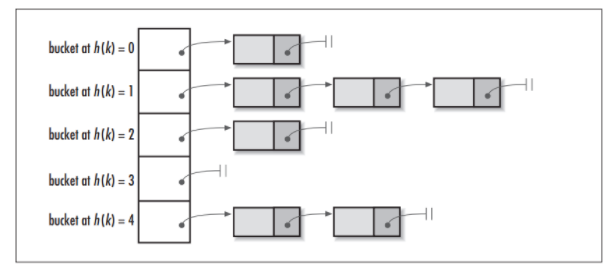 bucket at h(k) = 0
bucket at h(k) = 1
bucket at h(k) = 2
bucket at h(k) = 3
bucket at h(k) = 4